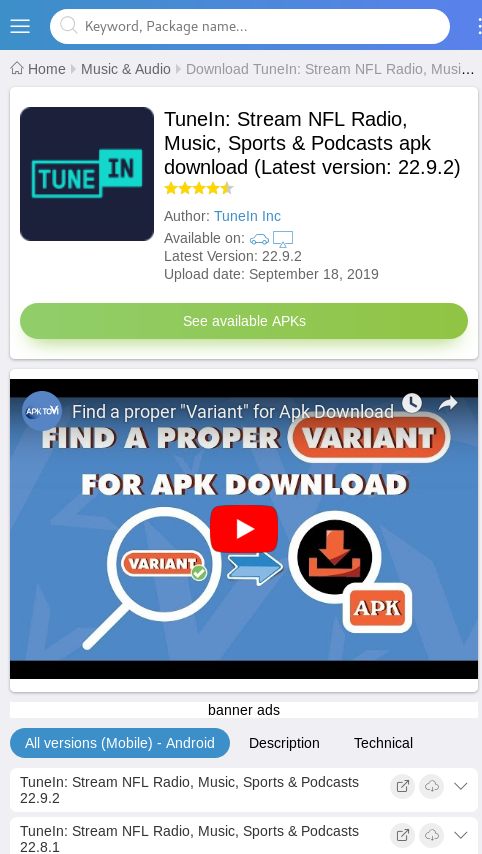 Keyword, Package name...
Home Music & Audio Download TuneIn: Stream NFL Radio, Musi...
TUNE IN
TuneIn: Stream NFL Radio,
Music, Sports & Podcasts apk
download (Latest version: 22.9.2)
Author: TuneIn Inc
Available on:
Latest Version: 22.9.2
Upload date: September 18, 2019
See available APKs
Find a proper "Variant" for Apk Download
FIND A PROPER VARIANT
FOR APK DOWNLOAD
VARIANT
APK
banner ads
All versions (Mobile) - Android Description Technical
TuneIn: Stream NFL Radio, Music, Sports & Podcasts
22.9.2
TuneIn: Stream NFL Radio, Music, Sports & Podcasts
22.8.1